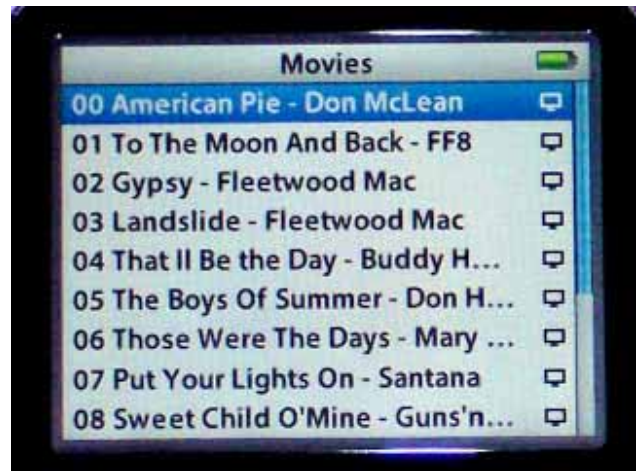 Movies
00 American Pie - Don McLean
01 To The Moon And Back - FF8
02 Gypsy - Fleetwood Mac
03 Landslide - Fleetwood Mac
04 That ll Be the Day - Buddy H...
05 The Boys Of Summer - Don H...
06 Those Were The Days - Mary ...
07 Put Your Lights On - Santana
08 Sweet Child O'Mine - Guns'n...